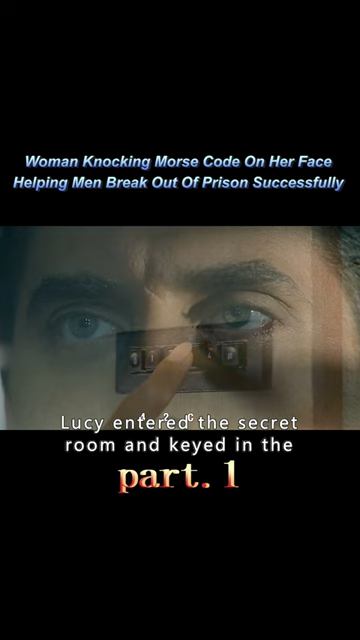 Woman Knocking Morse Code On Her Face
Helping Men Break Out Of Prison Successfully
Lucy entered the secret
room and keyed in the
part.1